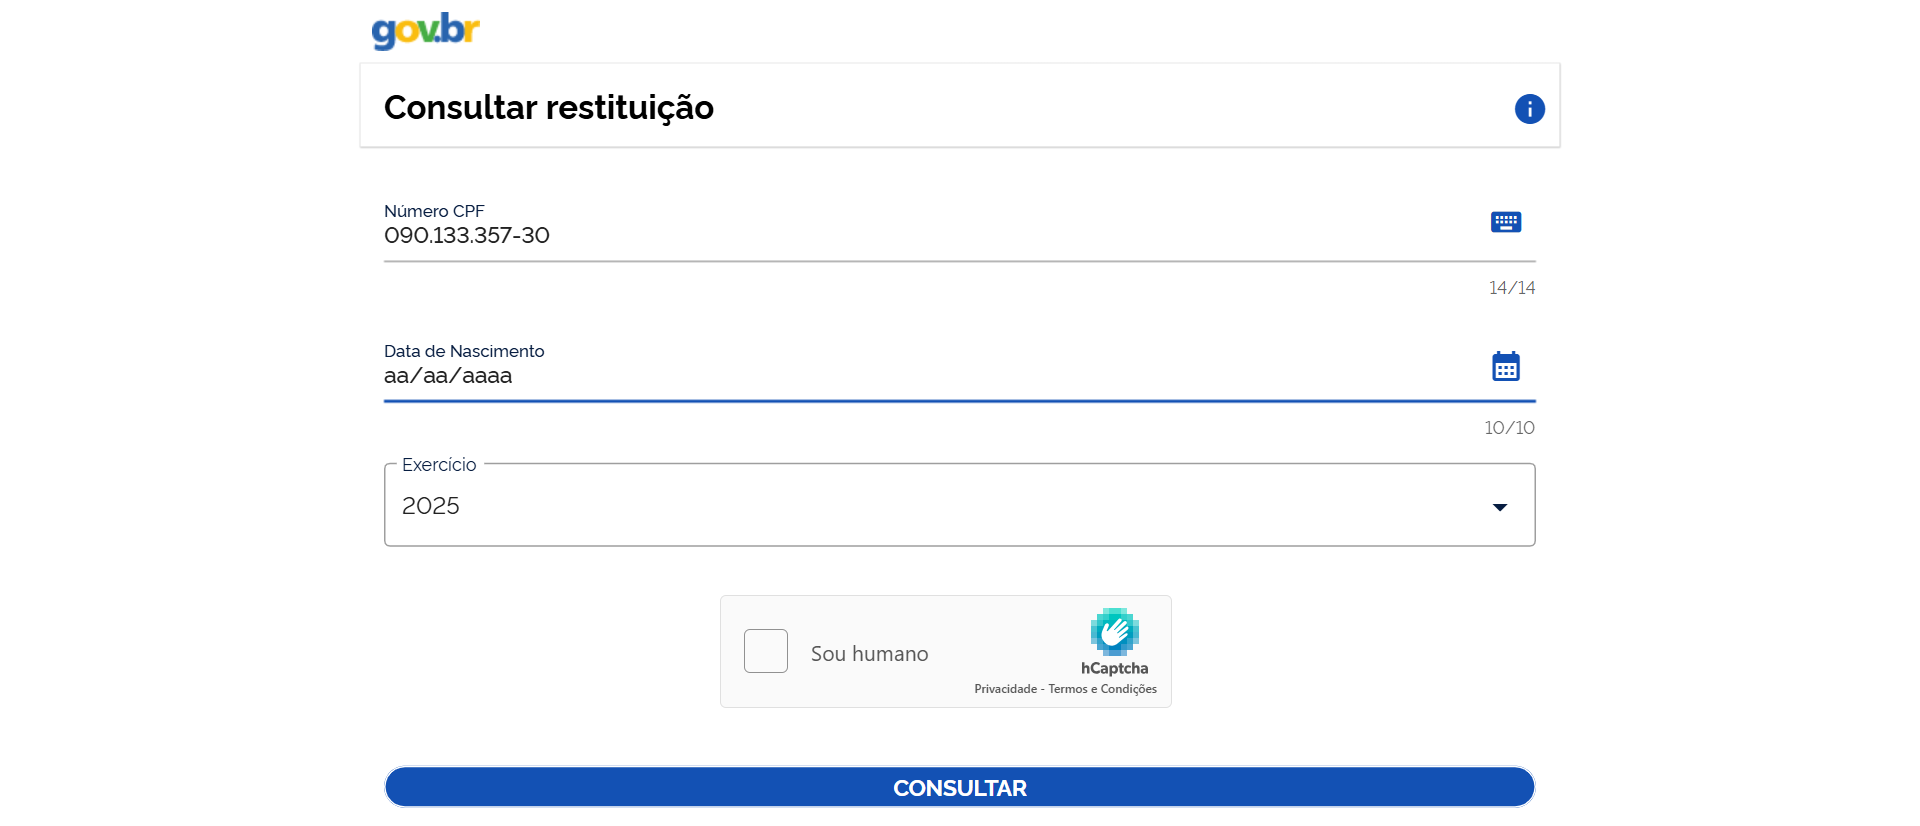 gov.br
Consultar restituição
Número CPF
090.133.357-30
14/14
Data de Nascimento
aa/aa/aaaa
10/10
Exercício
2025
Sou humano
hCaptcha
Privacidade - Termos e Condições
CONSULTAR